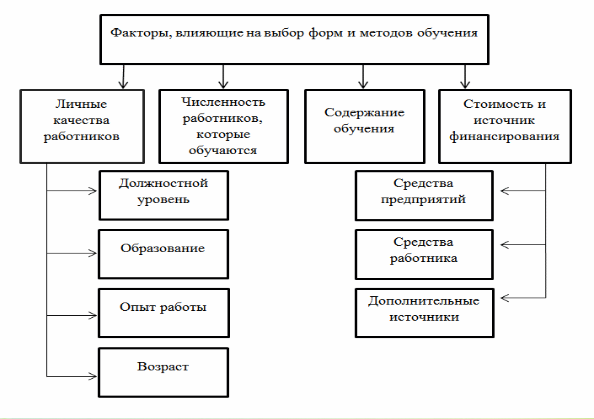 Факторы, влияющие на выбор форм и методов обучения
Личные
качества
работников
Численность
работников,
которые
обучаются
Содержание
обучения
Стоимость и
источник
финансирования
Должностной
уровень
Образование
Опыт работы
Возраст
Средства
предприятий
Средства
работника
Дополнительные
источники